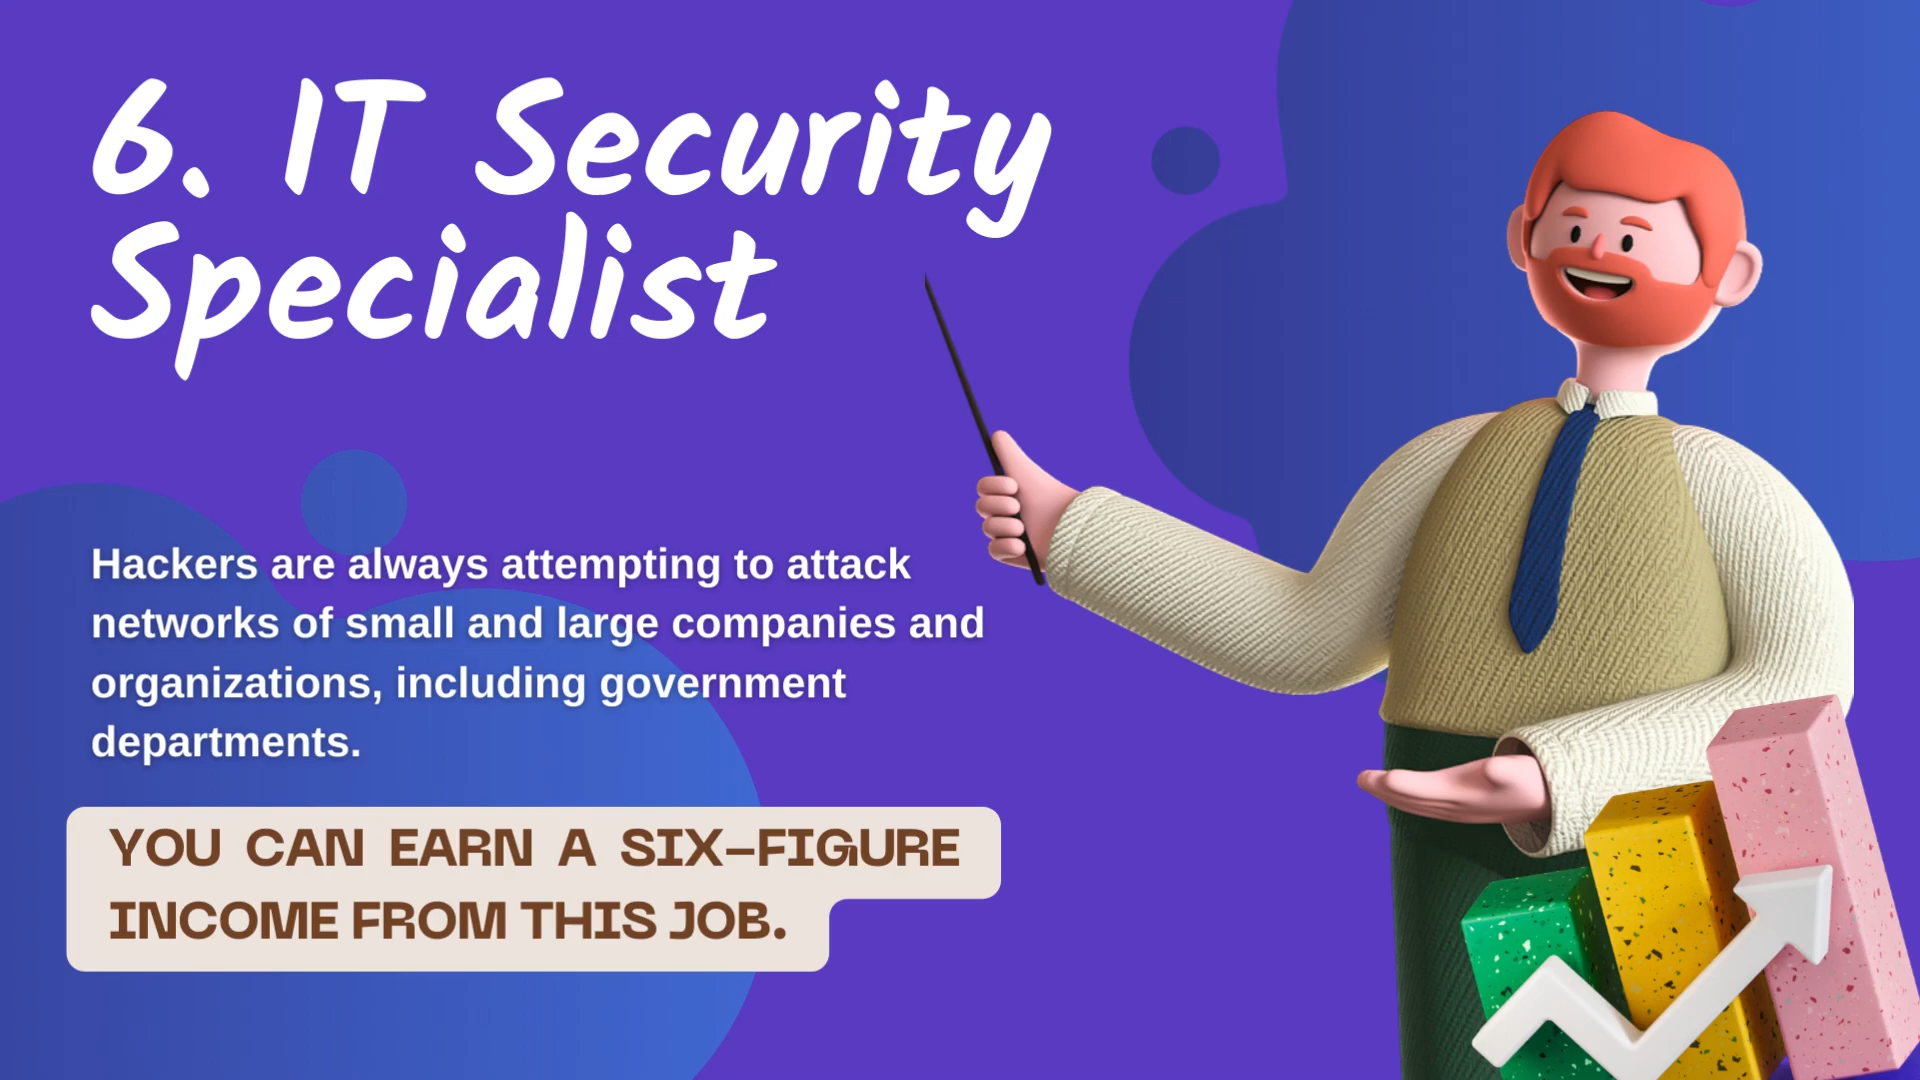 6. IT Security
Specialist
Hackers are always attempting to attack
networks of small and large companies and
organizations, including government
departments.
YOU CAN EARN A SIX–FIGURE
INCOME FROM THIS JOB.